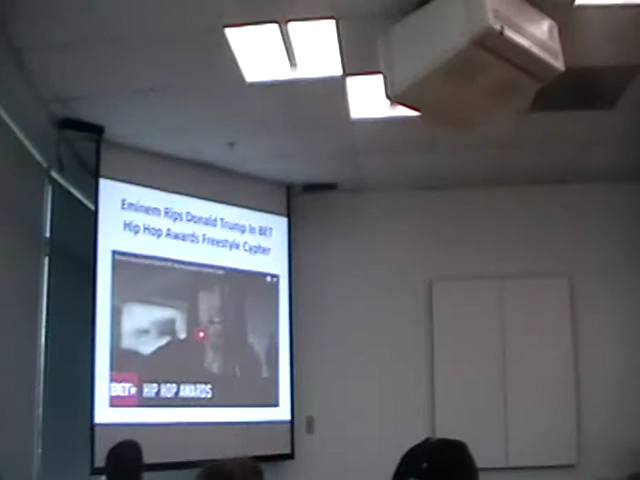 Eminem Rips Donald Trump In BET
Hip Hop Awards Freestyle Cypher
BET★ HIP HOP AWARDS